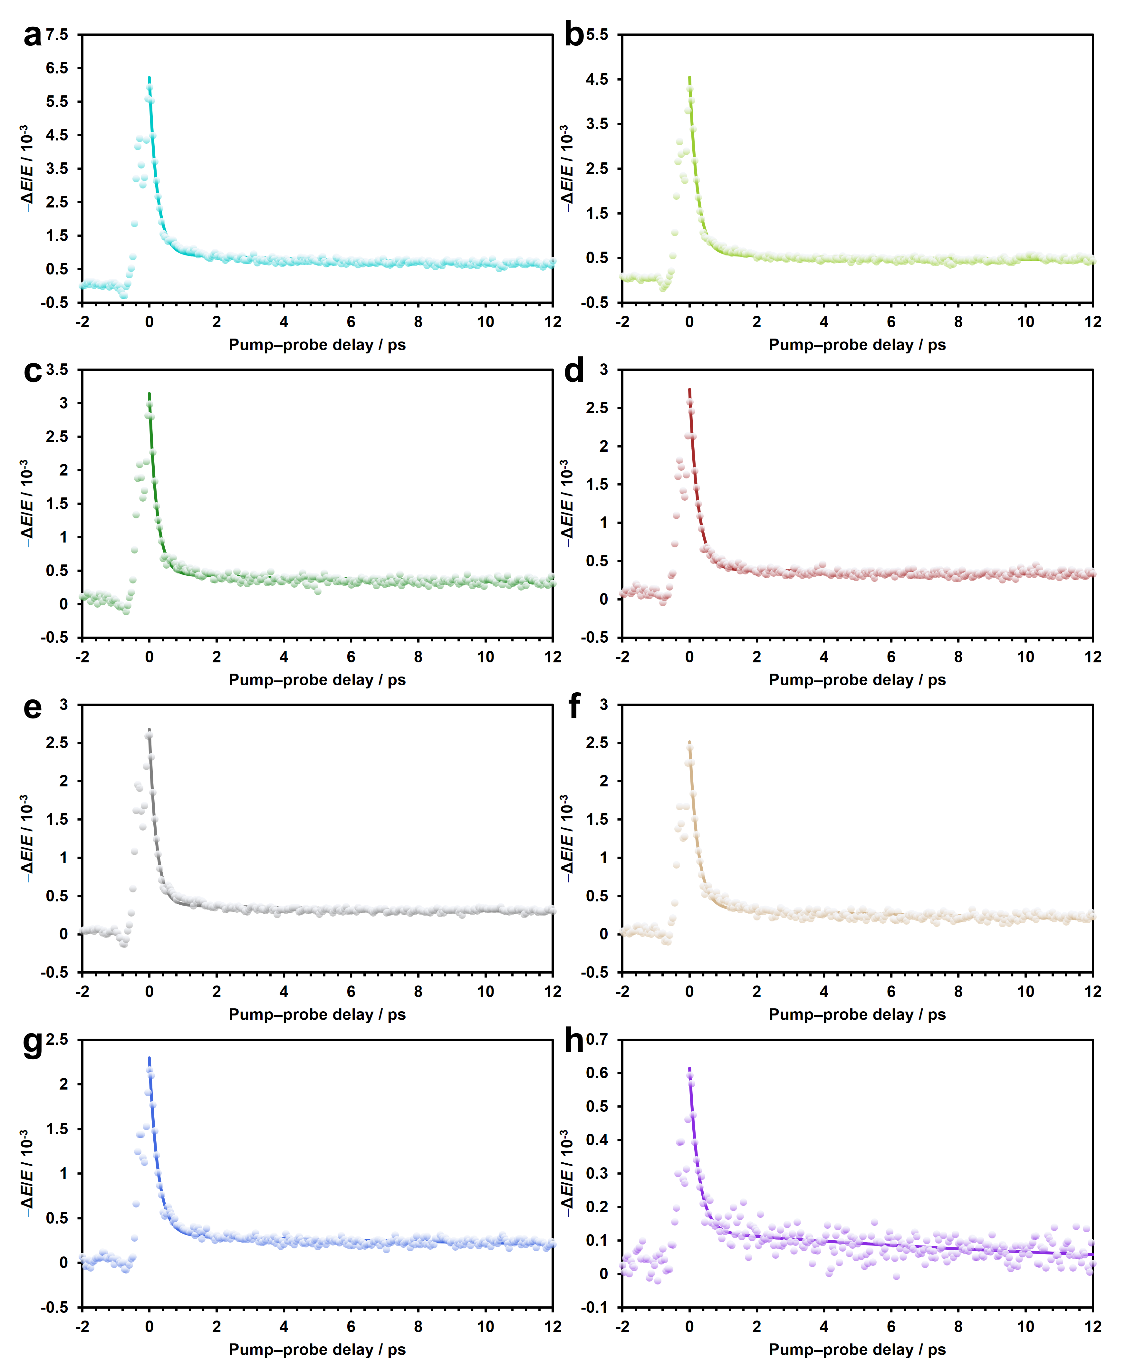 a b
7.5 6.5 5.5 4.5 3.5 2.5 1.5 0.5 -0.5
−ΔE/E / 10⁻³
-2 0 2 4 6 8 10 12
Pump–probe delay / ps
5.5 4.5 3.5 2.5 1.5 0.5 -0.5
−ΔE/E / 10⁻³
-2 0 2 4 6 8 10 12
Pump–probe delay / ps
c d
3.5 3 2.5 2 1.5 1 0.5 0 -0.5
−ΔE/E / 10⁻³
-2 0 2 4 6 8 10 12
Pump–probe delay / ps
3 2.5 2 1.5 1 0.5 0 -0.5
−ΔE/E / 10⁻³
-2 0 2 4 6 8 10 12
Pump–probe delay / ps
e f
3 2.5 2 1.5 1 0.5 0 -0.5
−ΔE/E / 10⁻³
-2 0 2 4 6 8 10 12
Pump–probe delay / ps
3 2.5 2 1.5 1 0.5 0 -0.5
−ΔE/E / 10⁻³
-2 0 2 4 6 8 10 12
Pump–probe delay / ps
g h
2.5 2 1.5 1 0.5 0 -0.5
−ΔE/E / 10⁻³
-2 0 2 4 6 8 10 12
Pump–probe delay / ps
0.7 0.6 0.5 0.4 0.3 0.2 0.1 0 -0.1
−ΔE/E / 10⁻³
-2 0 2 4 6 8 10 12
Pump–probe delay / ps